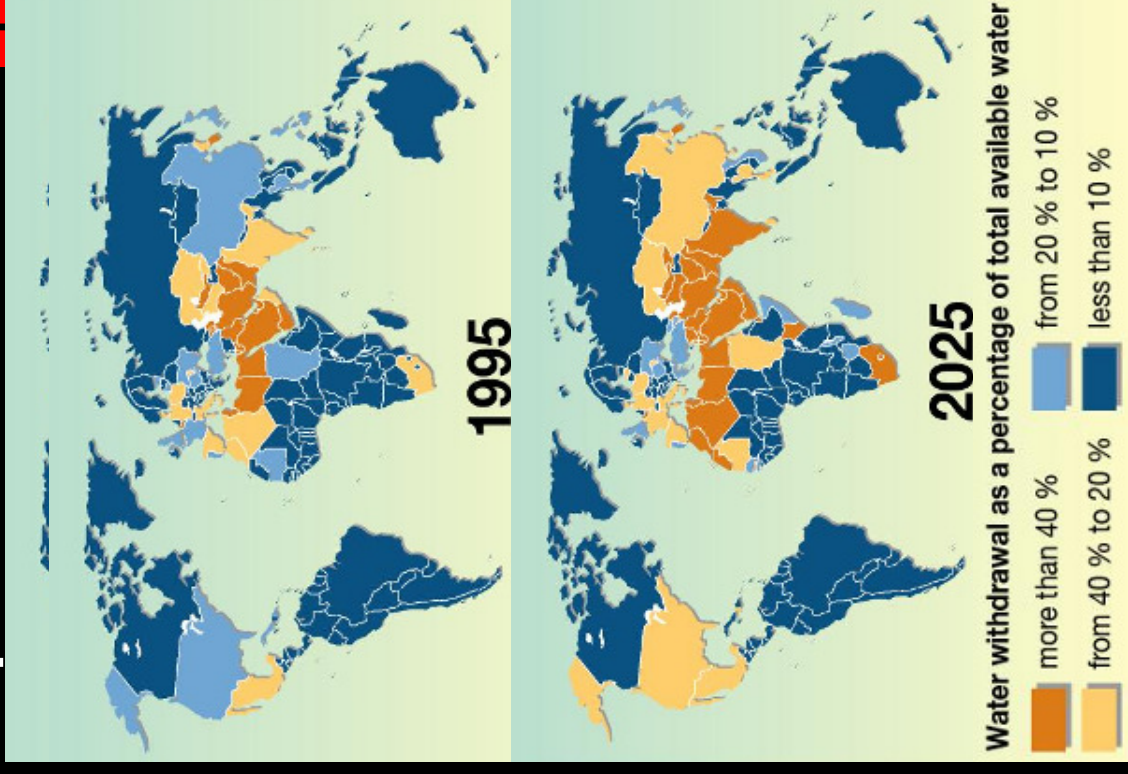 1995
2025
Water withdrawal as a percentage of total available water
more than 40 %
from 40 % to 20 %
from 20 % to 10 %
less than 10 %